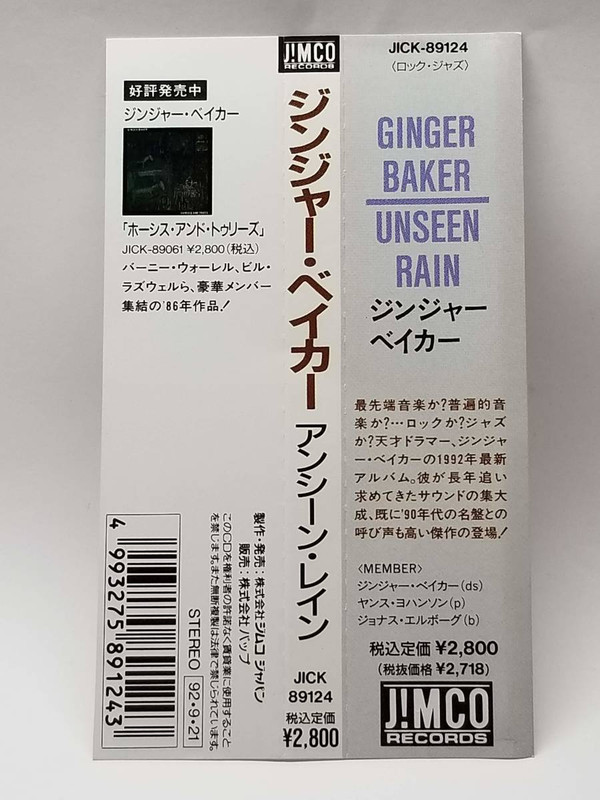 好評発売中
ジンジャー・ベイカー
「ホーシス・アンド・トゥリーズ」
JICK-89061 ¥2,800(税込)
バーニー・ウォーレル、ビル・
ラズウェルら、豪華メンバー
集結の'86年作品!
4 993275 891243
STEREO 92・9・21
製作・発売:株式会社ジムコ ジャパン
販売:株式会社バップ
このCDを権利者の許諾なく賃貸業に使用すること
を禁じます。また無断複製は法律で禁じられています。
J!MCO
RECORDS
ジンジャー・ベイカー アンシーン・レイン
JICK
89124
税込定価
¥2,800
JICK-89124
〈ロック・ジャズ〉
GINGER
BAKER
UNSEEN
RAIN
ジンジャー
ベイカー
最先端音楽か?普遍的音
楽か?…ロックか?ジャズ
か?天才ドラマー、ジンジャ
ー・ベイカーの1992年最新
アルバム。彼が長年追い
求めてきたサウンドの集大
成、既に'90年代の名盤との
呼び声も高い傑作の登場!
〈MEMBER〉
ジンジャー・ベイカー(ds)
ヤンス・ヨハンソン(p)
ジョナス・エルボーグ(b)
税込定価 ¥2,800
(税抜価格 ¥2,718)
J!MCO
RECORDS